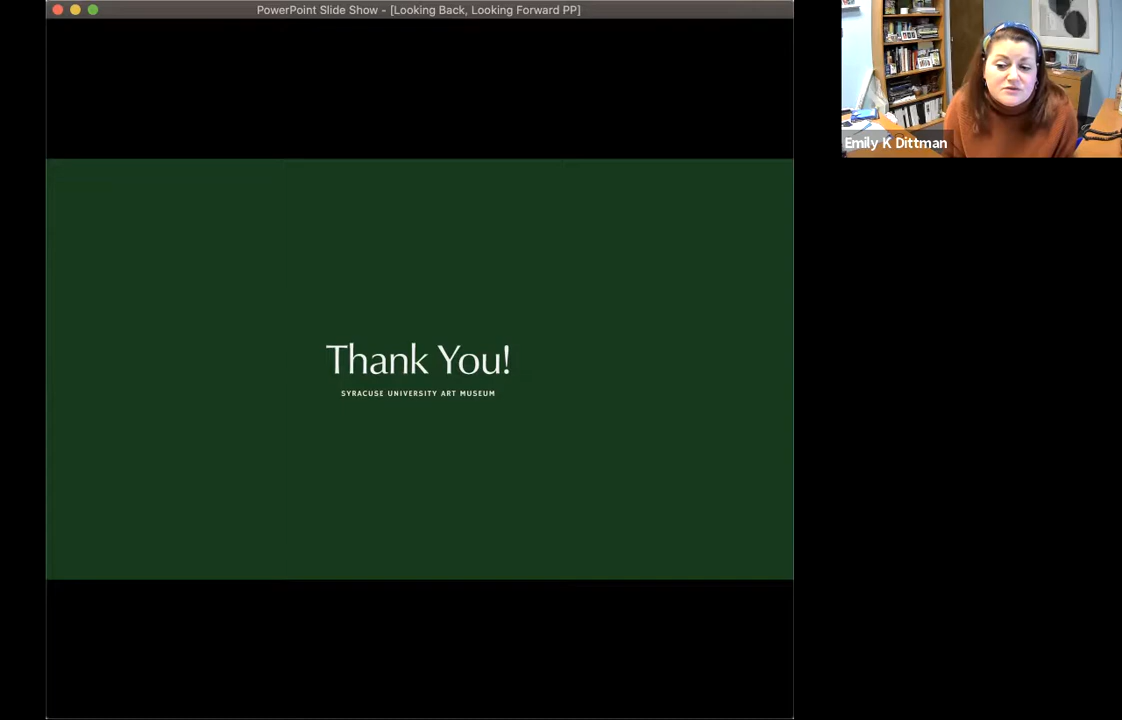 PowerPoint Slide Show - [Looking Back, Looking Forward PP]
Emily K Dittman
Thank You!
SYRACUSE UNIVERSITY ART MUSEUM